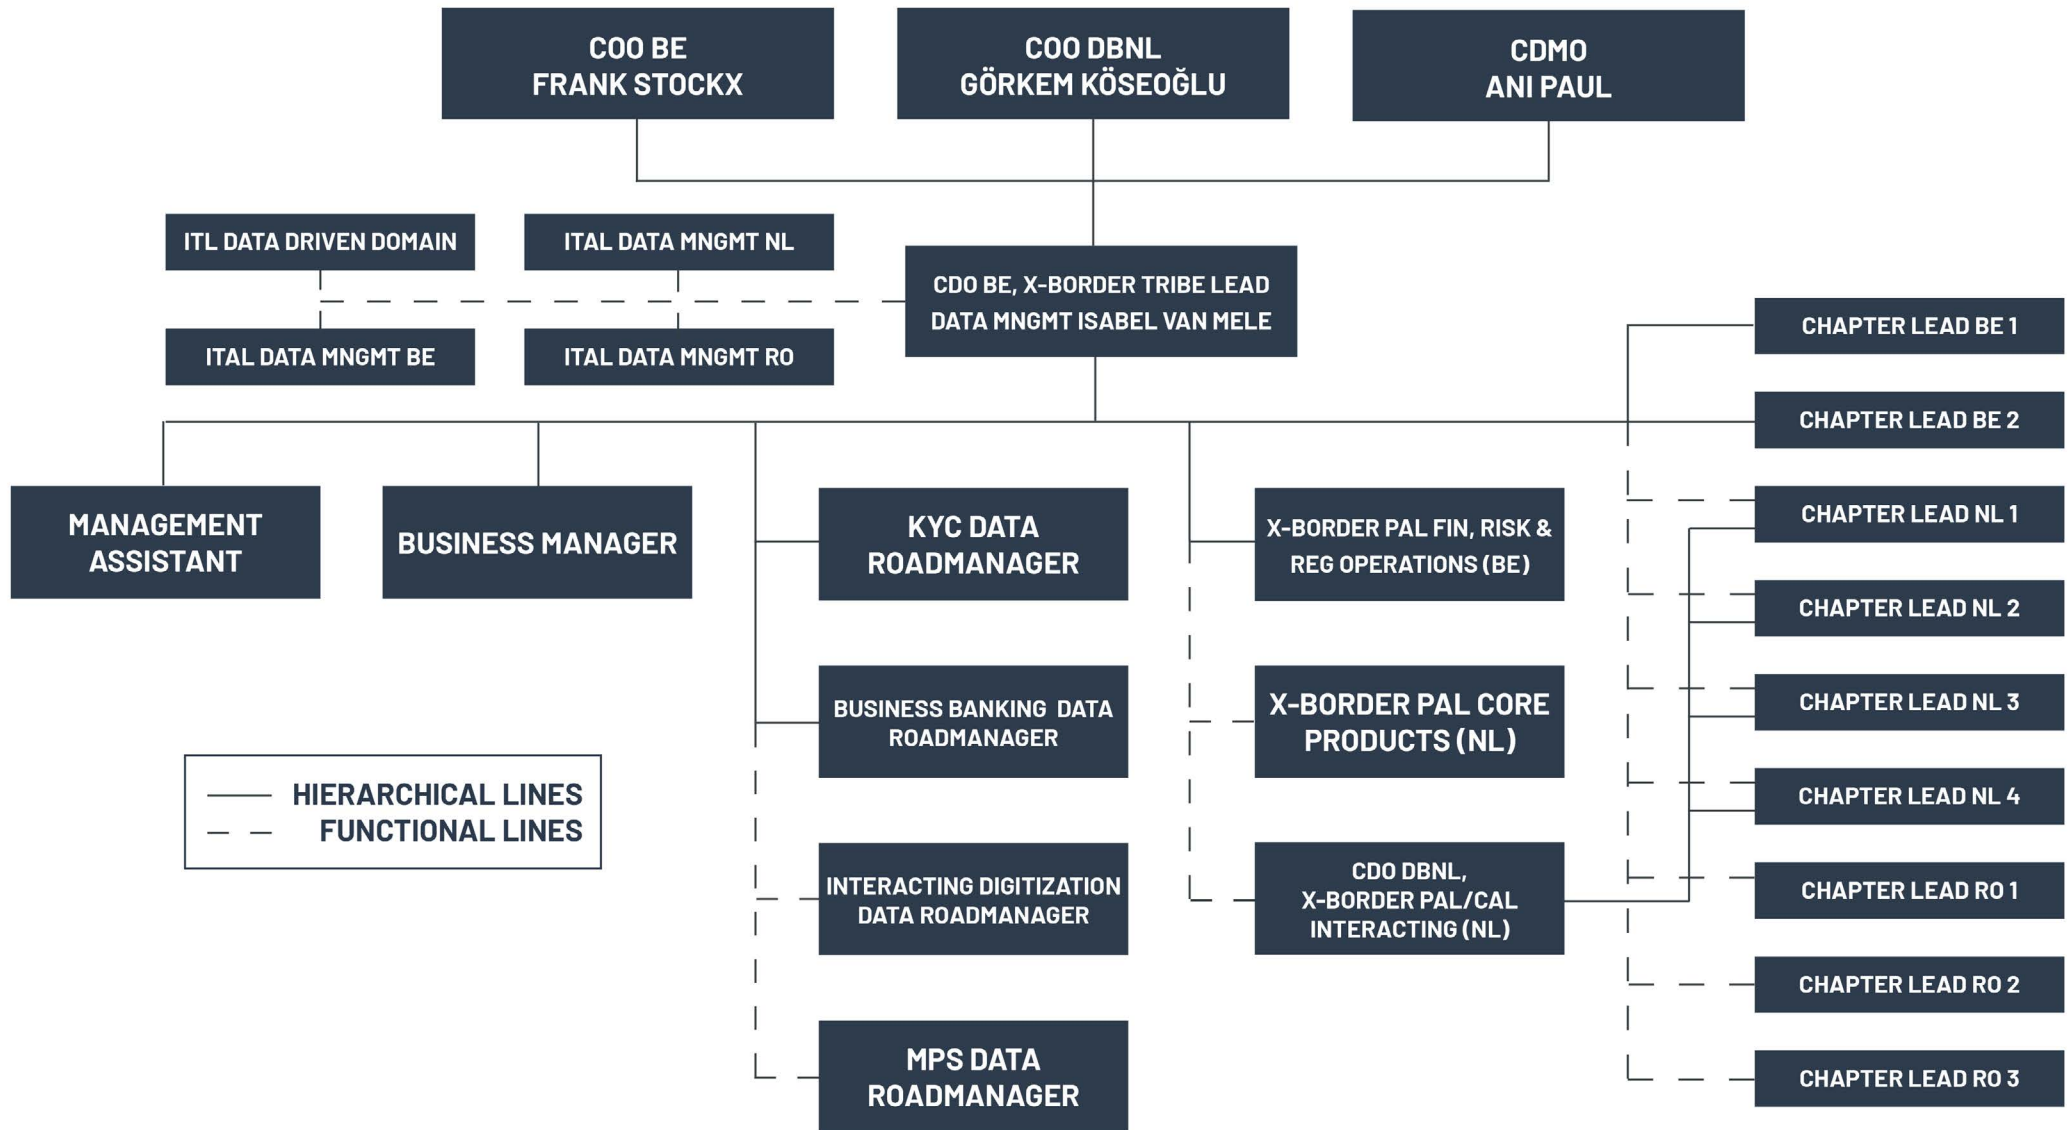 COO BE
FRANK STOCKX
COO DBNL
GÖRKEM KÖSEOĞLU
CDMO
ANI PAUL
ITL DATA DRIVEN DOMAIN
ITAL DATA MNGMT NL
CDO BE, X-BORDER TRIBE LEAD
DATA MNGMT ISABEL VAN MELE
ITAL DATA MNGMT BE
ITAL DATA MNGMT RO
MANAGEMENT
ASSISTANT
BUSINESS MANAGER
KYC DATA
ROADMANAGER
BUSINESS BANKING DATA
ROADMANAGER
INTERACTING DIGITIZATION
DATA ROADMANAGER
MPS DATA
ROADMANAGER
X-BORDER PAL FIN, RISK &
REG OPERATIONS (BE)
X-BORDER PAL CORE
PRODUCTS (NL)
CDO DBNL,
X-BORDER PAL/CAL
INTERACTING (NL)
CHAPTER LEAD BE 1
CHAPTER LEAD BE 2
CHAPTER LEAD NL 1
CHAPTER LEAD NL 2
CHAPTER LEAD NL 3
CHAPTER LEAD NL 4
CHAPTER LEAD RO 1
CHAPTER LEAD RO 2
CHAPTER LEAD RO 3
HIERARCHICAL LINES
FUNCTIONAL LINES